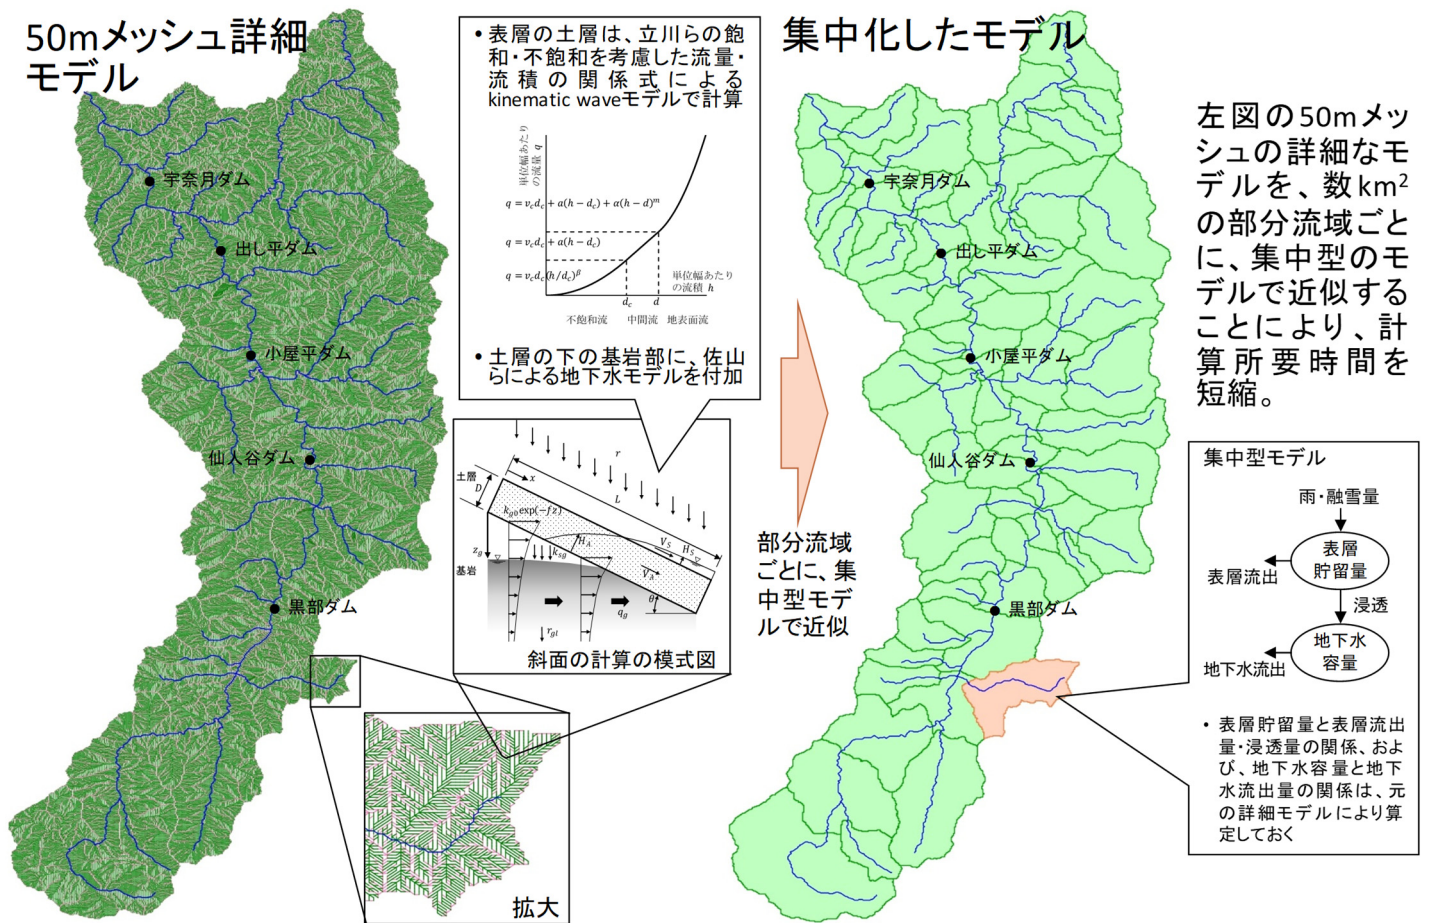 50mメッシュ詳細
モデル
宇奈月ダム
出し平ダム
小屋平ダム
仙人谷ダム
黒部ダム
拡大
• 表層の土層は、立川らの飽
和・不飽和を考慮した流量・
流積の関係式による
kinematic waveモデルで計算
単位幅あたり
の流量 q
q = v_c d_c + α(h − d_c) + α(h − d)^m
q = v_c d_c + α(h − d_c)
q = v_c d_c (h/d_c)^β
単位幅あたり
の流積 h
d_c d
不飽和流 中間流 地表面流
• 土層の下の基岩部に、佐山
らによる地下水モデルを付加
r
土層
D
x
L
k_{g0} exp(−fz)
z_g
k_{sg}
H_A
V_S
H_S
V_A
基岩
θ
q_g
r_{gl}
斜面の計算の模式図
集中化したモデル
宇奈月ダム
出し平ダム
小屋平ダム
仙人谷ダム
黒部ダム
部分流域
ごとに、集
中型モデ
ルで近似
左図の50mメッ
シュの詳細なモ
デルを、数km²
の部分流域ごと
に、集中型のモ
デルで近似する
ことにより、計
算所要時間を
短縮。
集中型モデル
雨・融雪量
表層
貯留量
表層流出
浸透
地下水
容量
地下水流出
• 表層貯留量と表層流出
量・浸透量の関係、およ
び、地下水容量と地下
水流出量の関係は、元
の詳細モデルにより算
定しておく